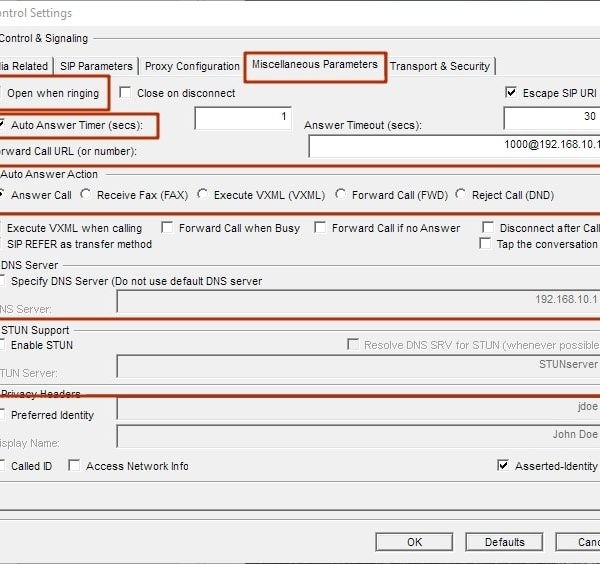 ontrol Settings
Control & Signaling
ia Related SIP Parameters Proxy Configuration Miscellaneous Parameters Transport & Security
Open when ringing Close on disconnect Escape SIP URI
Auto Answer Timer (secs): 1 Answer Timeout (secs): 30
orward Call URL (or number): 1000@192.168.10.1
Auto Answer Action
Answer Call Receive Fax (FAX) Execute VXML (VXML) Forward Call (FWD) Reject Call (DND)
Execute VXML when calling Forward Call when Busy Forward Call if no Answer Disconnect after Call
SIP REFER as transfer method Tap the conversation
DNS Server
Specify DNS Server (Do not use default DNS server
NS Server: 192.168.10.1
STUN Support
Enable STUN Resolve DNS SRV for STUN (whenever possible
TUN Server: STUNserver
Privacy Headers
Preferred Identity jdoe
isplay Name: John Doe
Called ID Access Network Info Asserted-Identity
OK Defaults Canc